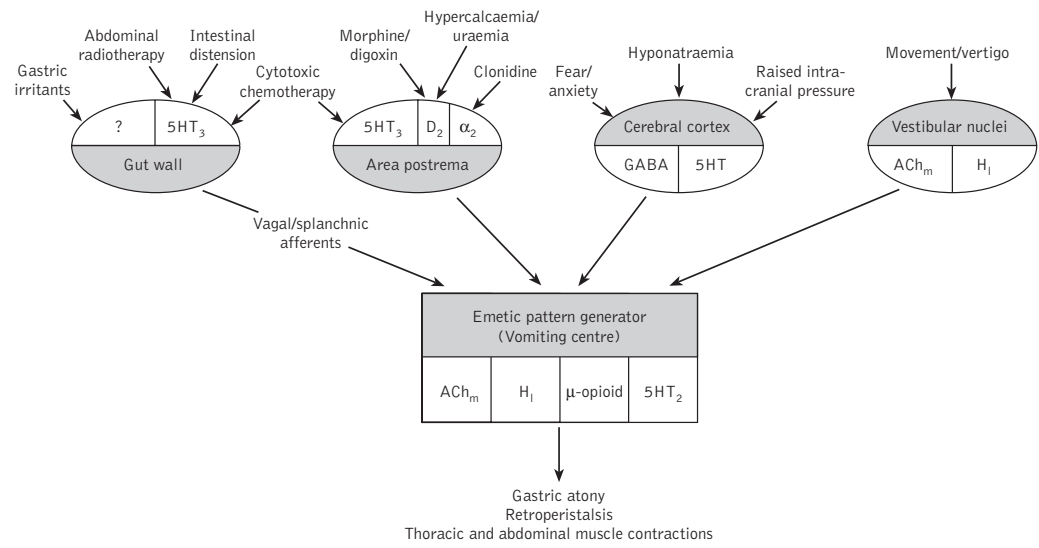 Gastric
irritants
Abdominal
radiotherapy
Intestinal
distension
Cytotoxic
chemotherapy
?
5HT3
Gut wall
Morphine/
digoxin
Hypercalcaemia/
uraemia
Clonidine
5HT3
D2
α2
Area postrema
Fear/
anxiety
Hyponatraemia
Raised intra-
cranial pressure
Cerebral cortex
GABA
5HT
Movement/vertigo
Vestibular nuclei
AChm
HI
Vagal/splanchnic
afferents
Emetic pattern generator
(Vomiting centre)
AChm
HI
μ-opioid
5HT2
Gastric atony
Retroperistalsis
Thoracic and abdominal muscle contractions